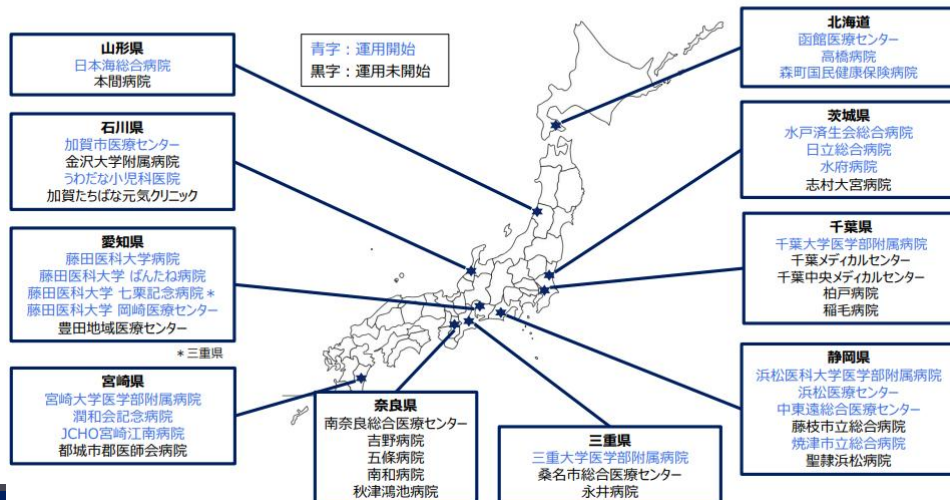 山形県
日本海総合病院
本間病院
青字：運用開始
黒字：運用未開始
北海道
函館医療センター
高橋病院
森町国民健康保険病院
石川県
加賀市医療センター
金沢大学附属病院
うわだな小児科医院
加賀たちばな元気クリニック
茨城県
水戸済生会総合病院
日立総合病院
水府病院
志村大宮病院
愛知県
藤田医科大学病院
藤田医科大学 ばんたね病院
藤田医科大学 七栗記念病院＊
藤田医科大学 岡崎医療センター
豊田地域医療センター
＊三重県
千葉県
千葉大学医学部附属病院
千葉メディカルセンター
千葉中央メディカルセンター
柏戸病院
稲毛病院
宮崎県
宮崎大学医学部附属病院
潤和会記念病院
JCHO宮崎江南病院
都城市郡医師会病院
奈良県
南奈良総合医療センター
吉野病院
五條病院
南和病院
秋津鴻池病院
三重県
三重大学医学部附属病院
桑名市総合医療センター
永井病院
静岡県
浜松医科大学医学部附属病院
浜松医療センター
中東遠総合医療センター
藤枝市立総合病院
焼津市立総合病院
聖隷浜松病院